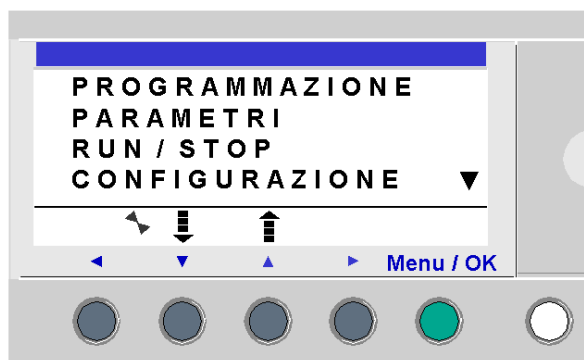 PROGRAMMAZIONE
PARAMETRI
RUN / STOP
CONFIGURAZIONE
Menu / OK